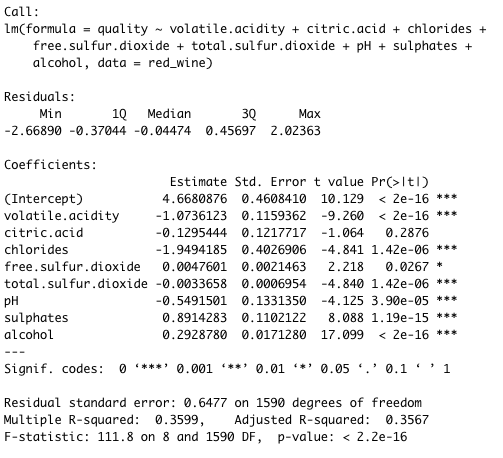 Call:
lm(formula = quality ~ volatile.acidity + citric.acid + chlorides +
    free.sulfur.dioxide + total.sulfur.dioxide + pH + sulphates +
    alcohol, data = red_wine)

Residuals:
     Min       1Q   Median       3Q      Max
-2.66890 -0.37044 -0.04474  0.45697  2.02363

Coefficients:
                       Estimate Std. Error t value Pr(>|t|)
(Intercept)           4.6680876  0.4608410  10.129  < 2e-16 ***
volatile.acidity     -1.0736123  0.1159362  -9.260  < 2e-16 ***
citric.acid          -0.1295444  0.1217717  -1.064   0.2876
chlorides            -1.9494185  0.4026906  -4.841 1.42e-06 ***
free.sulfur.dioxide   0.0047601  0.0021463   2.218   0.0267 *
total.sulfur.dioxide -0.0033658  0.0006954  -4.840 1.42e-06 ***
pH                   -0.5491501  0.1331350  -4.125 3.90e-05 ***
sulphates             0.8914283  0.1102122   8.088 1.19e-15 ***
alcohol               0.2928780  0.0171280  17.099  < 2e-16 ***
---
Signif. codes:  0 ‘***’ 0.001 ‘**’ 0.01 ‘*’ 0.05 ‘.’ 0.1 ‘ ’ 1

Residual standard error: 0.6477 on 1590 degrees of freedom
Multiple R-squared:  0.3599,    Adjusted R-squared:  0.3567
F-statistic: 111.8 on 8 and 1590 DF,  p-value: < 2.2e-16